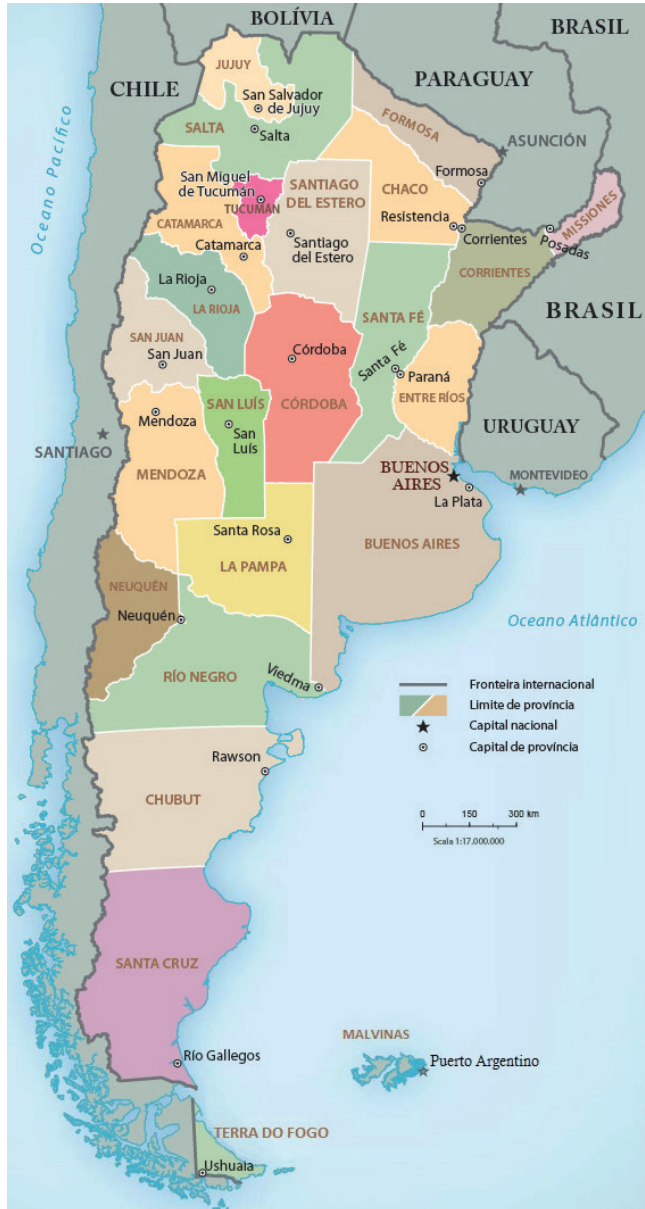 BOLÍVIA
BRASIL
CHILE
PARAGUAY
JUJUY
San Salvador
de Jujuy
SALTA
Salta
FORMOSA
ASUNCIÓN
Formosa
Oceano Pacífico
San Miguel
de Tucumán
TUCUMÁN
SANTIAGO
DEL ESTERO
CHACO
Resistencia
Corrientes
Posadas
MISSIONES
CATAMARCA
Catamarca
Santiago
del Estero
CORRIENTES
La Rioja
LA RIOJA
SANTA FÉ
BRASIL
SAN JUAN
San Juan
Córdoba
CÓRDOBA
Santa Fé
Paraná
ENTRE RÍOS
URUGUAY
SAN LUÍS
San
Luís
Mendoza
MENDOZA
SANTIAGO
BUENOS
AIRES
MONTEVIDEO
La Plata
Santa Rosa
LA PAMPA
BUENOS AIRES
NEUQUÉN
Neuquén
Oceano Atlântico
RÍO NEGRO
Viedma
Fronteira internacional
Limite de província
Capital nacional
Capital de província
Rawson
CHUBUT
0 150 300 km
Scala 1:17.000.000
SANTA CRUZ
Río Gallegos
MALVINAS
Puerto Argentino
TERRA DO FOGO
Ushuaia